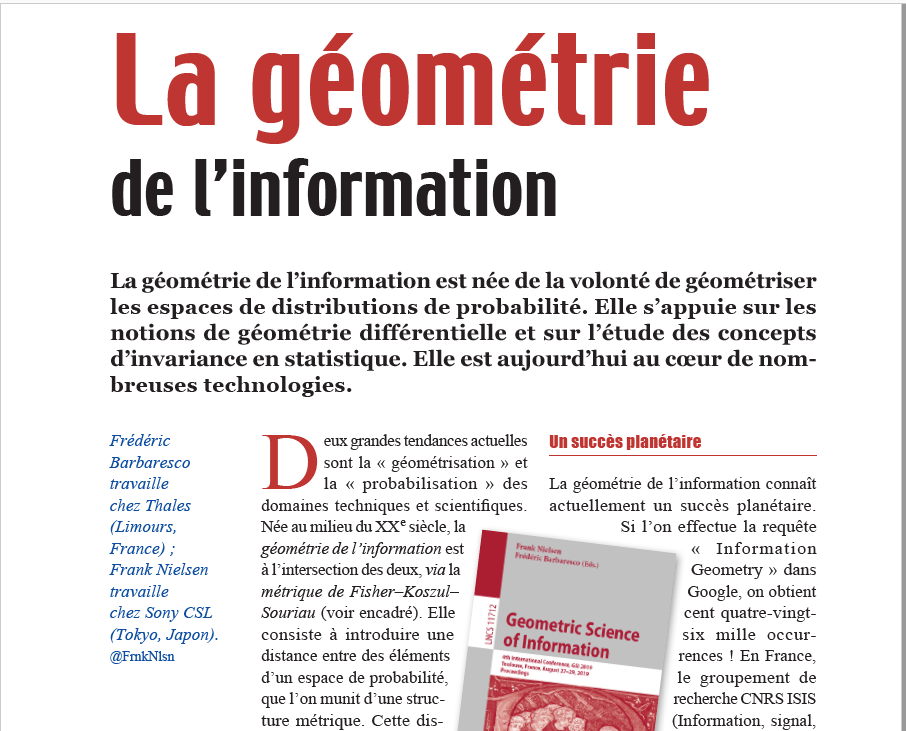 La géométrie
de l’information
La géométrie de l’information est née de la volonté de géométriser
les espaces de distributions de probabilité. Elle s’appuie sur les
notions de géométrie différentielle et sur l’étude des concepts
d’invariance en statistique. Elle est aujourd’hui au cœur de nom-
breuses technologies.
Frédéric
Barbaresco
travaille
chez Thales
(Limours,
France) ;
Frank Nielsen
travaille
chez Sony CSL
(Tokyo, Japon).
@FrnkNlsn
Deux grandes tendances actuelles
sont la « géométrisation » et
la « probabilisation » des
domaines techniques et scientifiques.
Née au milieu du XXe siècle, la
géométrie de l’information est
à l’intersection des deux, via la
métrique de Fisher–Koszul–
Souriau (voir encadré). Elle
consiste à introduire une
distance entre des éléments
d’un espace de probabilité,
que l’on munit d’une struc-
ture métrique. Cette dis-
Frank Nielsen
Frédéric Barbaresco (Eds.)
LNCS 11712
Geometric Science
of Information
4th International Conference, GSI 2019
Toulouse, France, August 27–29, 2019
Proceedings
Un succès planétaire
La géométrie de l’information connaît
actuellement un succès planétaire.
Si l’on effectue la requête
« Information
Geometry » dans
Google, on obtient
cent quatre-vingt-
six mille occur-
rences ! En France,
le groupement de
recherche CNRS ISIS
(Information, signal,